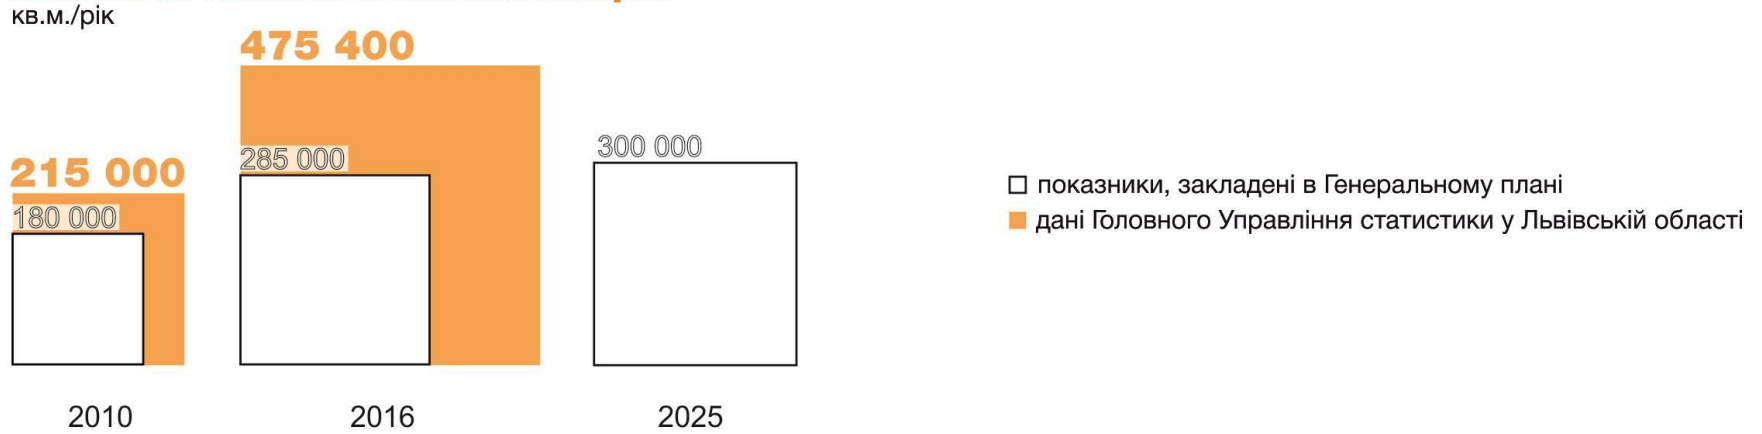 кв.м./рік
475 400
285 000
300 000
215 000
180 000
2010
2016
2025
показники, закладені в Генеральному плані
дані Головного Управління статистики у Львівській області